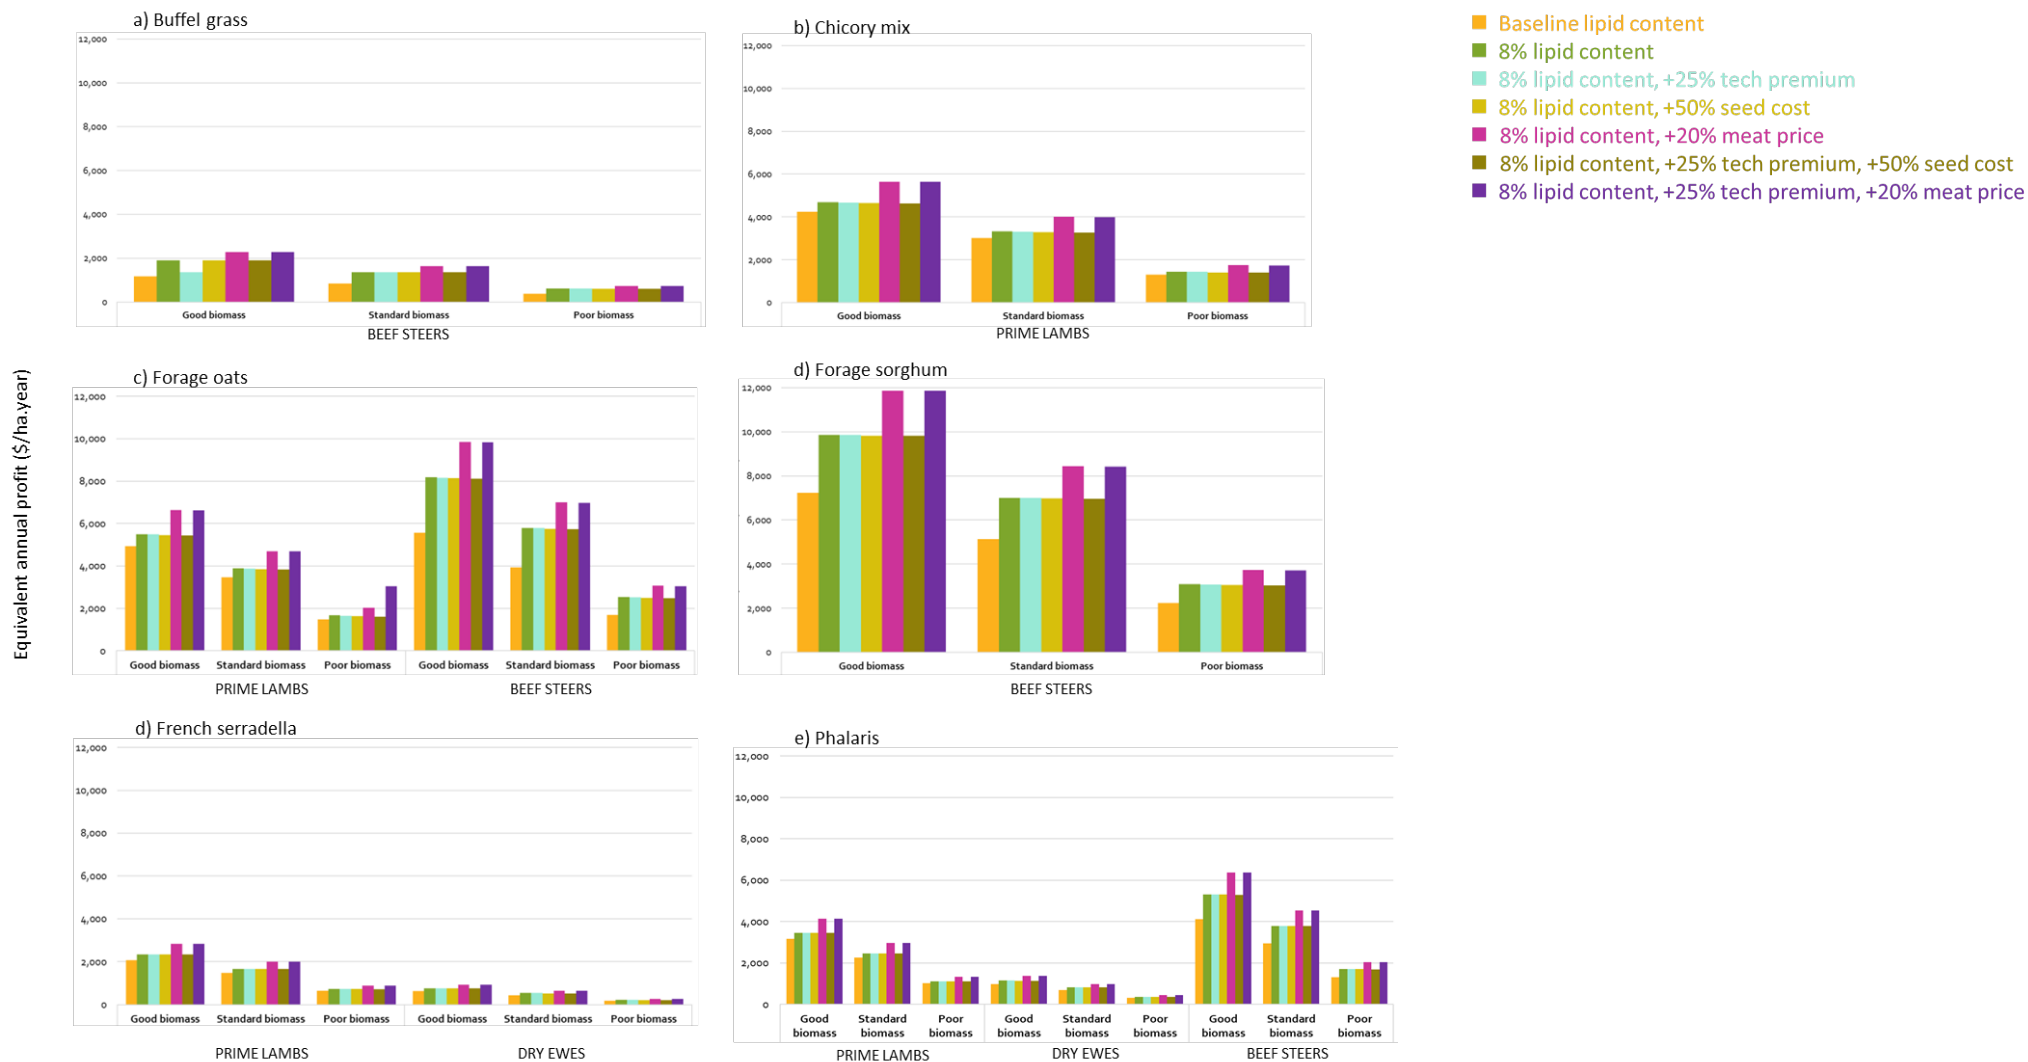 a) Buffel grass
12,000
10,000
8,000
6,000
4,000
2,000
0
Good biomass Standard biomass Poor biomass
BEEF STEERS
b) Chicory mix
12,000
10,000
8,000
6,000
4,000
2,000
0
Good biomass Standard biomass Poor biomass
PRIME LAMBS
Baseline lipid content
8% lipid content
8% lipid content, +25% tech premium
8% lipid content, +50% seed cost
8% lipid content, +20% meat price
8% lipid content, +25% tech premium, +50% seed cost
8% lipid content, +25% tech premium, +20% meat price
Equivalent annual profit ($/ha.year)
c) Forage oats
12,000
10,000
8,000
6,000
4,000
2,000
0
Good biomass Standard biomass Poor biomass Good biomass Standard biomass Poor biomass
PRIME LAMBS BEEF STEERS
d) Forage sorghum
12,000
10,000
8,000
6,000
4,000
2,000
0
Good biomass Standard biomass Poor biomass
BEEF STEERS
d) French serradella
12,000
10,000
8,000
6,000
4,000
2,000
0
Good biomass Standard biomass Poor biomass Good biomass Standard biomass Poor biomass
PRIME LAMBS DRY EWES
e) Phalaris
12,000
10,000
8,000
6,000
4,000
2,000
0
Good Standard Poor Good Standard Poor Good Standard Poor
biomass biomass biomass biomass biomass biomass biomass biomass biomass
PRIME LAMBS DRY EWES BEEF STEERS